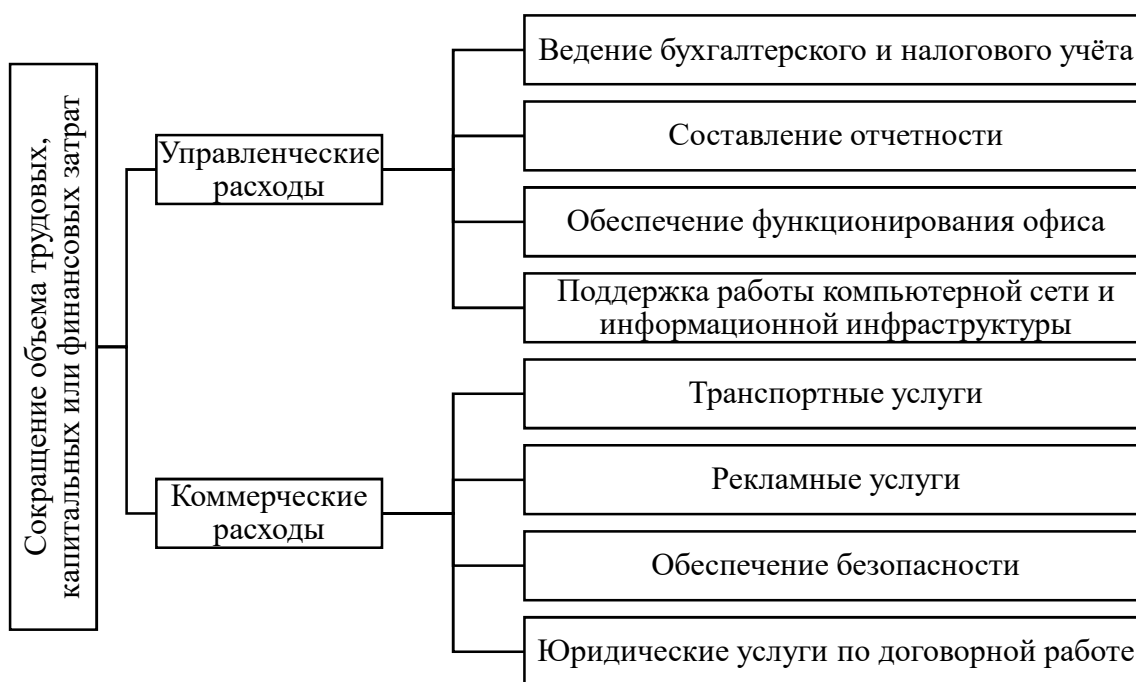 Сокращение объема трудовых,
капитальных или финансовых затрат
Управленческие
расходы
Ведение бухгалтерского и налогового учёта
Составление отчетности
Обеспечение функционирования офиса
Поддержка работы компьютерной сети и
информационной инфраструктуры
Коммерческие
расходы
Транспортные услуги
Рекламные услуги
Обеспечение безопасности
Юридические услуги по договорной работе